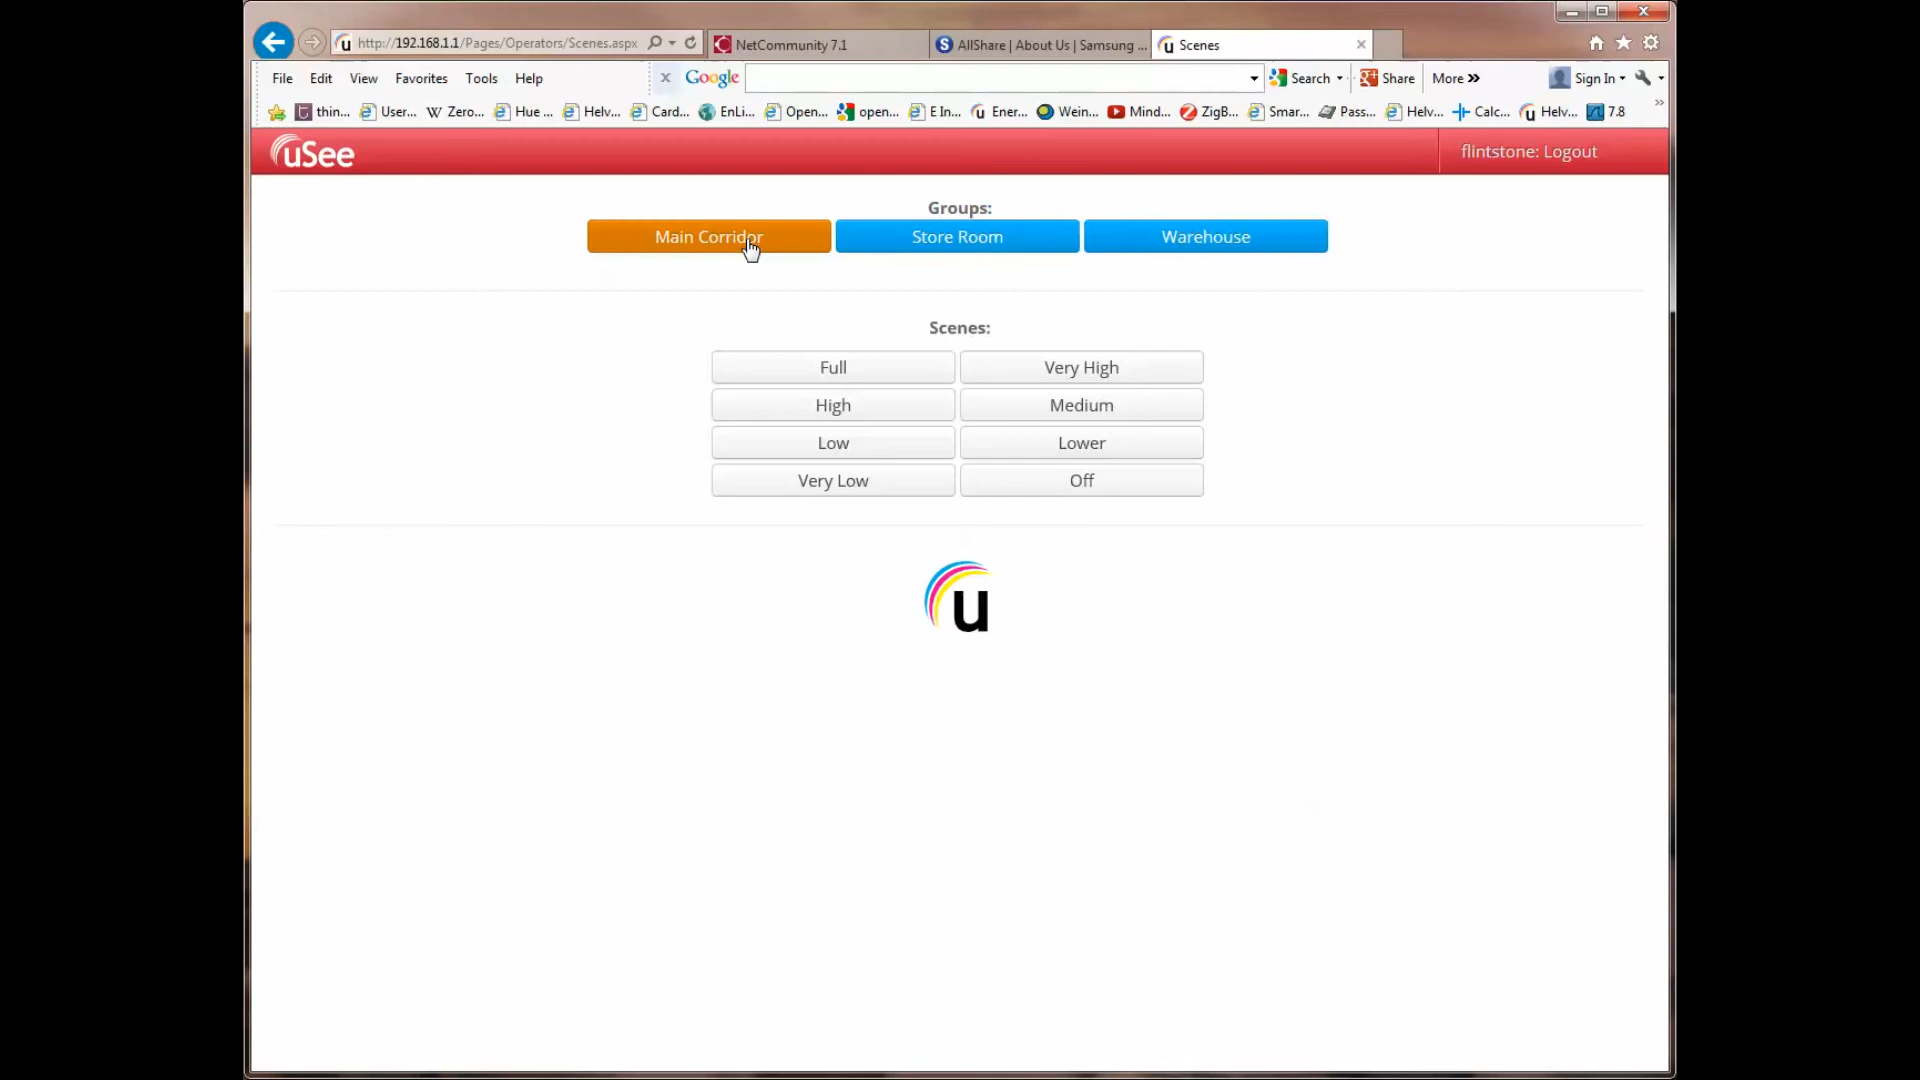 http://192.168.1.1/Pages/Operators/Scenes.aspx
NetCommunity 7.1
AllShare | About Us | Samsung ...
Scenes
File Edit View Favorites Tools Help
Google
Search
Share
More
Sign In
thin... User... Zero... Hue ... Helv... Card... EnLi... Open... open... E In... Ener... Wein... Mind... ZigB... Smar... Pass... Helv... Calc... Helv... 7.8
uSee
flintstone: Logout
Groups:
Main Corridor Store Room Warehouse
Scenes:
Full Very High
High Medium
Low Lower
Very Low Off
u